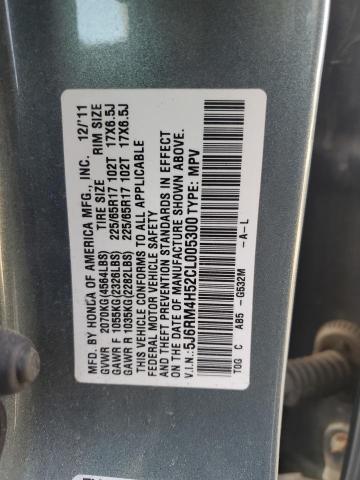 MFD. BY HONDA OF AMERICA MFG., INC. 12/11
TIRE SIZE RIM SIZE
GVWR 2070KG(4564LBS)
GAWR F 1055KG(2326LBS) 225/65R17 102T 17X6.5J
GAWR R 1035KG(2282LBS) 225/65R17 102T 17X6.5J
THIS VEHICLE CONFORMS TO ALL APPLICABLE
FEDERAL MOTOR VEHICLE SAFETY
AND THEFT PREVENTION STANDARDS IN EFFECT
ON THE DATE OF MANUFACTURE SHOWN ABOVE.
V.I.N.: 5J6RM4H52CL005300 TYPE: MPV
TOG C A85 - G532M -A-L